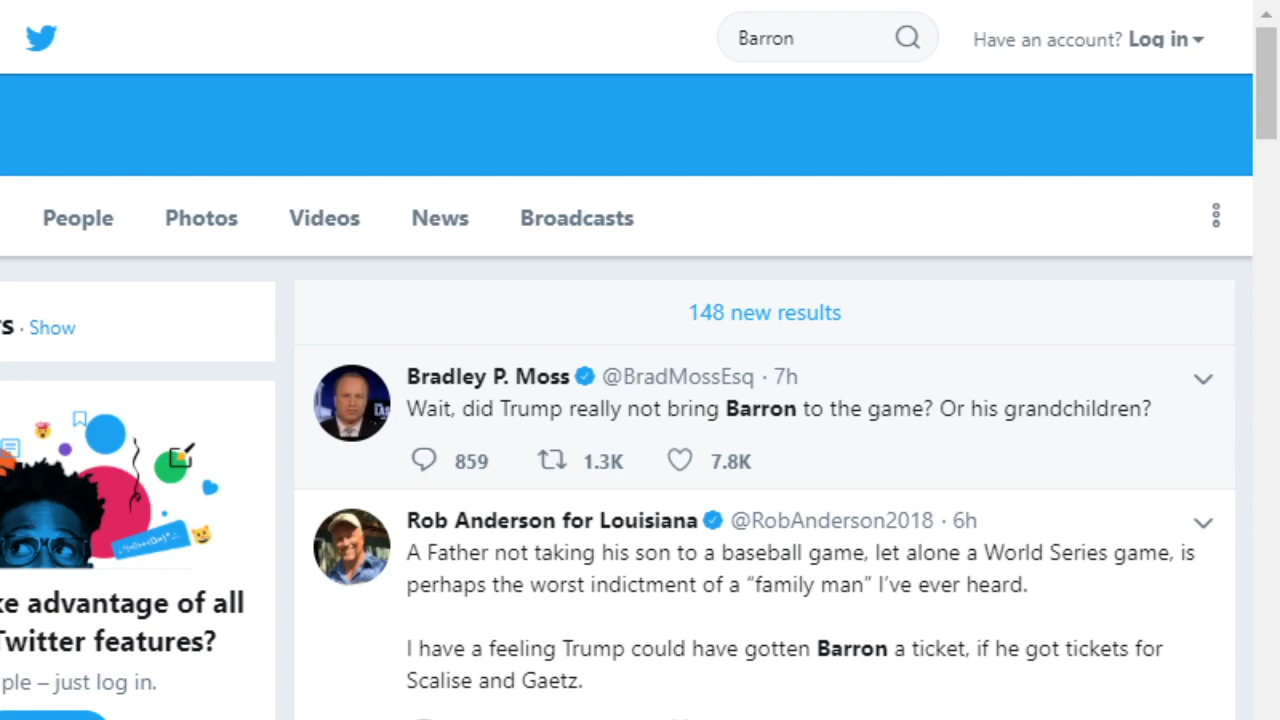 Barron
Have an account? Log in
People Photos Videos News Broadcasts
· Show
148 new results
Bradley P. Moss @BradMossEsq · 7h
Wait, did Trump really not bring Barron to the game? Or his grandchildren?
859 1.3K 7.8K
Rob Anderson for Louisiana @RobAnderson2018 · 6h
A Father not taking his son to a baseball game, let alone a World Series game, is
perhaps the worst indictment of a “family man” I’ve ever heard.
I have a feeling Trump could have gotten Barron a ticket, if he got tickets for
Scalise and Gaetz.
advantage of all
Twitter features?
– just log in.